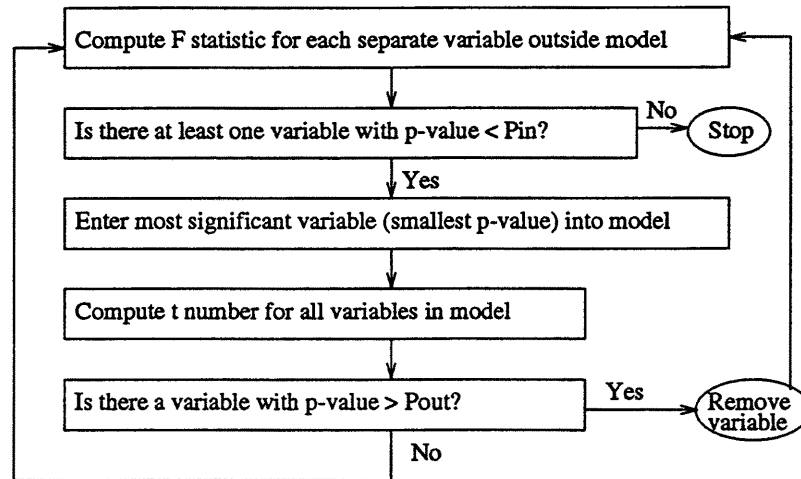 Compute F statistic for each separate variable outside model
Is there at least one variable with p-value < Pin?
No
Stop
Yes
Enter most significant variable (smallest p-value) into model
Compute t number for all variables in model
Is there a variable with p-value > Pout?
Yes
Remove
variable
No